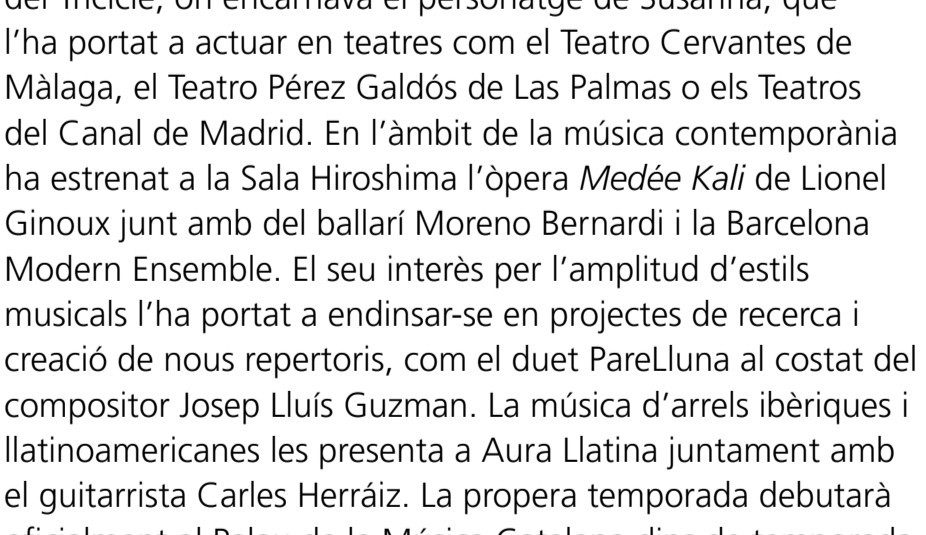 del Tricicle, on encarnava el personatge de Susanna, que
l’ha portat a actuar en teatres com el Teatro Cervantes de
Màlaga, el Teatro Pérez Galdós de Las Palmas o els Teatros
del Canal de Madrid. En l’àmbit de la música contemporània
ha estrenat a la Sala Hiroshima l’òpera Medée Kali de Lionel
Ginoux junt amb del ballarí Moreno Bernardi i la Barcelona
Modern Ensemble. El seu interès per l’amplitud d’estils
musicals l’ha portat a endinsar-se en projectes de recerca i
creació de nous repertoris, com el duet PareLluna al costat del
compositor Josep Lluís Guzman. La música d’arrels ibèriques i
llatinoamericanes les presenta a Aura Llatina juntament amb
el guitarrista Carles Herráiz. La propera temporada debutarà
oficialment al Palau de la Música Catalana dins de temporada